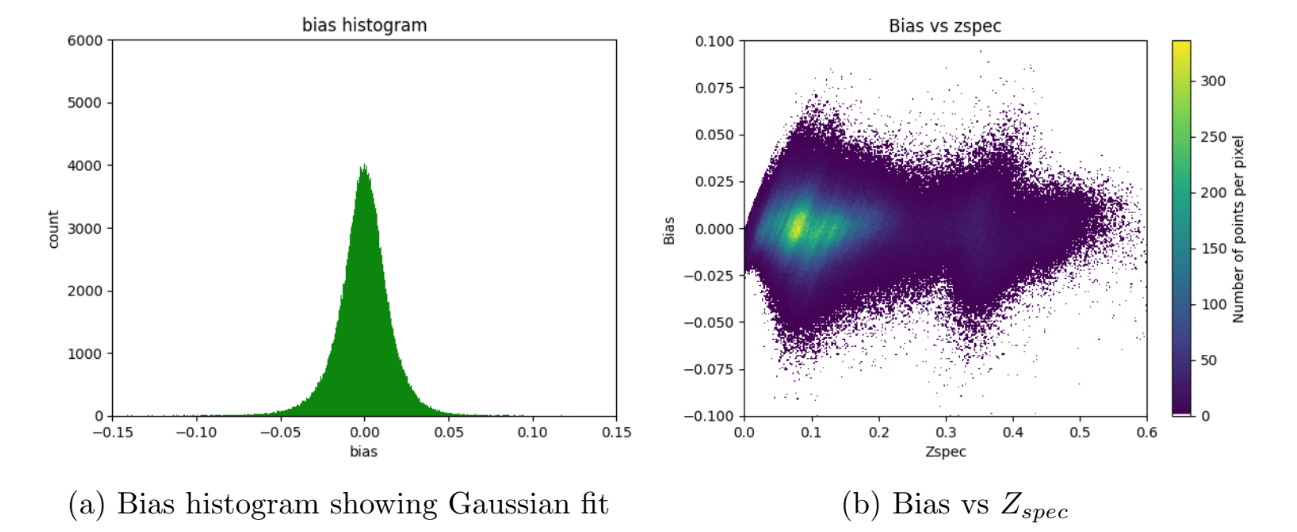 bias histogram
6000
5000
4000
3000
2000
1000
0
count
−0.15 −0.10 −0.05 0.00 0.05 0.10 0.15
bias
(a) Bias histogram showing Gaussian fit
Bias vs zspec
0.100
0.075
0.050
0.025
0.000
−0.025
−0.050
−0.075
−0.100
Bias
0.0 0.1 0.2 0.3 0.4 0.5 0.6
Zspec
300
250
200
150
100
50
0
Number of points per pixel
(b) Bias vs Zspec